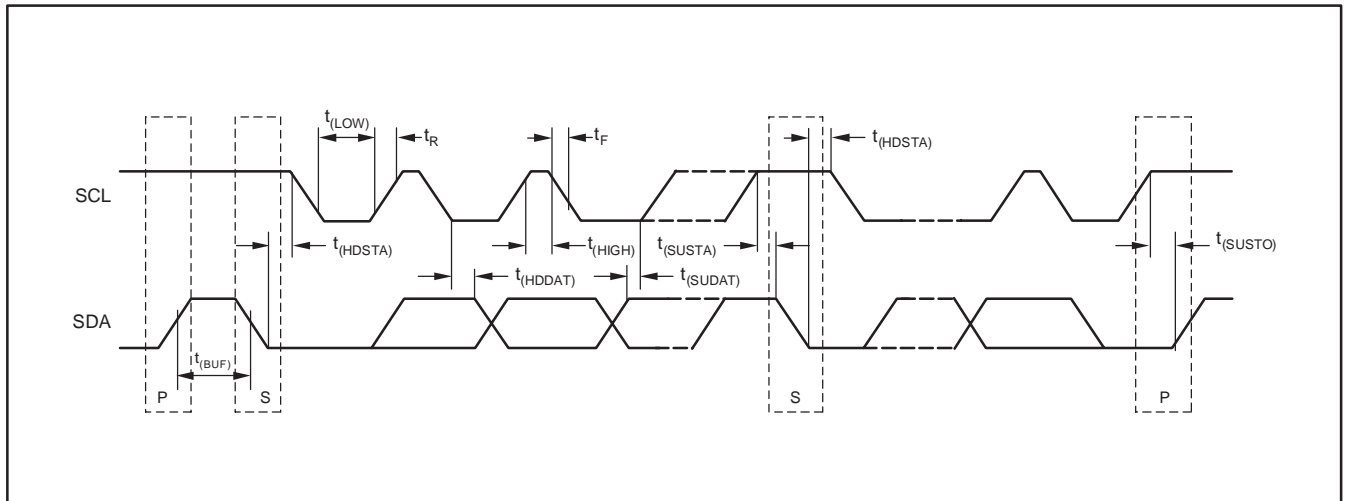 t(LOW)
tR
tF
t(HDSTA)
SCL
t(HDSTA)
t(HIGH)
t(SUSTA)
t(SUSTO)
t(HDDAT)
t(SUDAT)
SDA
t(BUF)
P
S
S
P